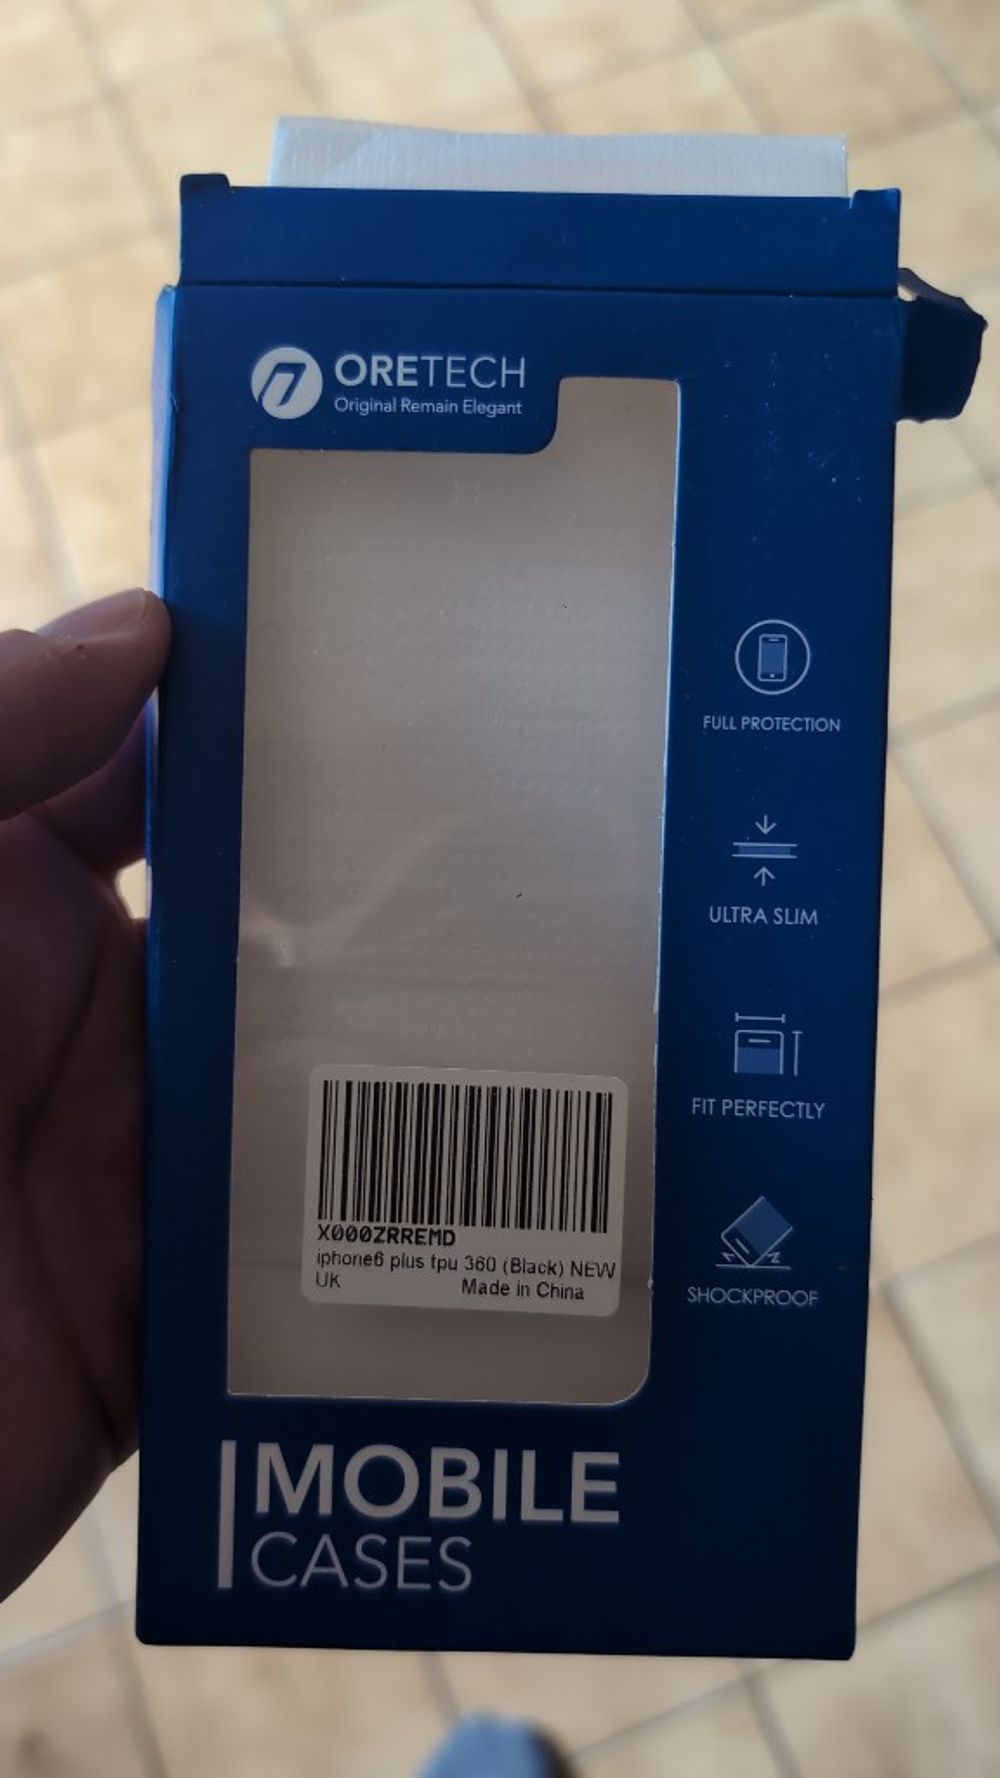 ORETECH
Original Remain Elegant
FULL PROTECTION
ULTRA SLIM
FIT PERFECTLY
SHOCKPROOF
X000ZRREMD
iphone6 plus tpu 360 (Black) NEW
UK Made in China
MOBILE
CASES